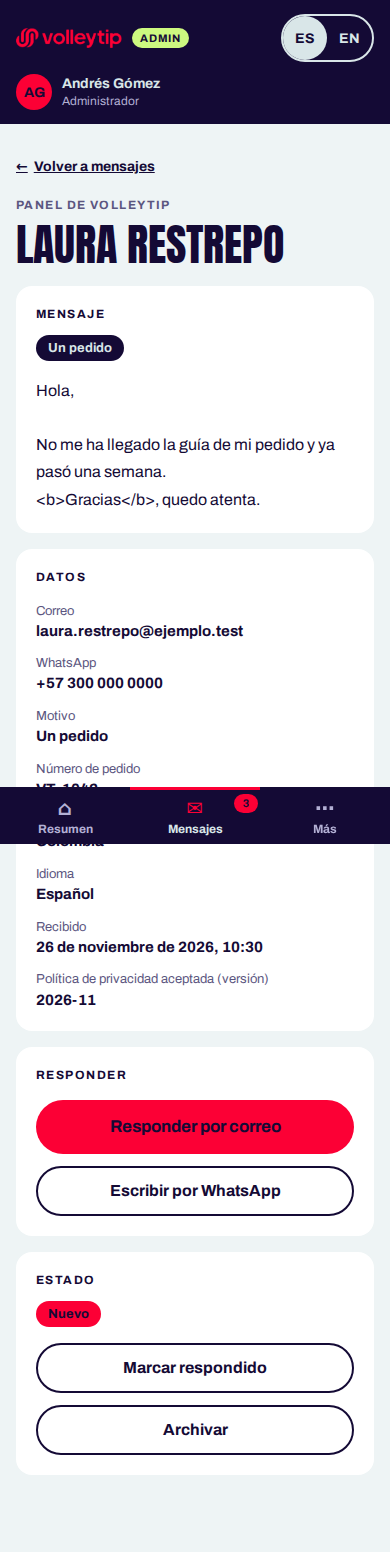 volleytip ADMIN ES EN
AG Andrés Gómez
Administrador
← Volver a mensajes
PANEL DE VOLLEYTIP
LAURA RESTREPO
MENSAJE
Un pedido
Hola,
No me ha llegado la guía de mi pedido y ya
pasó una semana.
<b>Gracias</b>, quedo atenta.
DATOS
Correo
laura.restrepo@ejemplo.test
WhatsApp
+57 300 000 0000
Motivo
Un pedido
Número de pedido
3
Resumen Mensajes Más
Idioma
Español
Recibido
26 de noviembre de 2026, 10:30
Política de privacidad aceptada (versión)
2026-11
RESPONDER
Responder por correo
Escribir por WhatsApp
ESTADO
Nuevo
Marcar respondido
Archivar